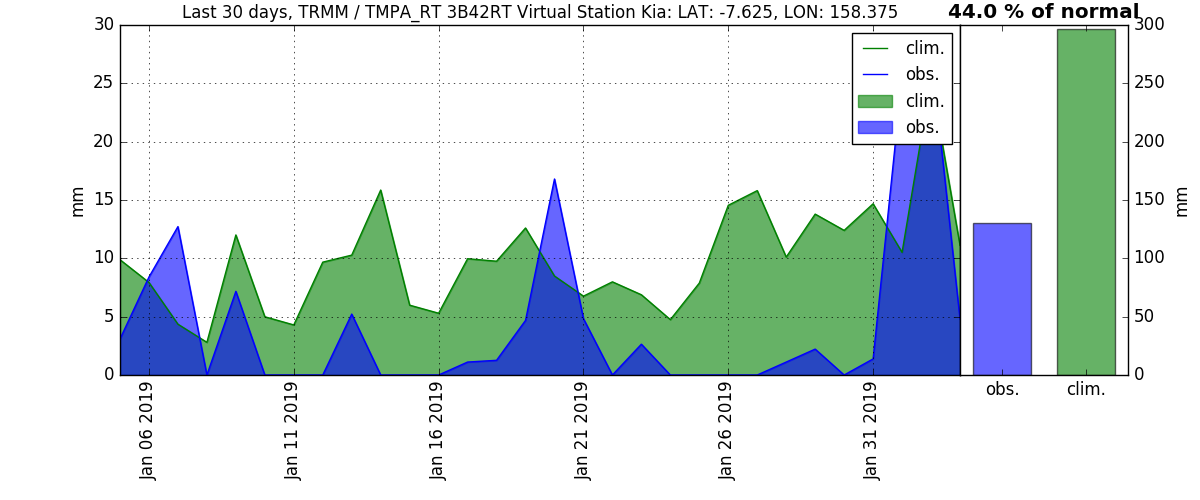 Last 30 days, TRMM / TMPA_RT 3B42RT Virtual Station Kia: LAT: -7.625, LON: 158.375
44.0 % of normal
30
25
20
15
10
5
0
mm
clim.
obs.
clim.
obs.
Jan 06 2019
Jan 11 2019
Jan 16 2019
Jan 21 2019
Jan 26 2019
Jan 31 2019
300
250
200
150
100
50
0
mm
obs.
clim.